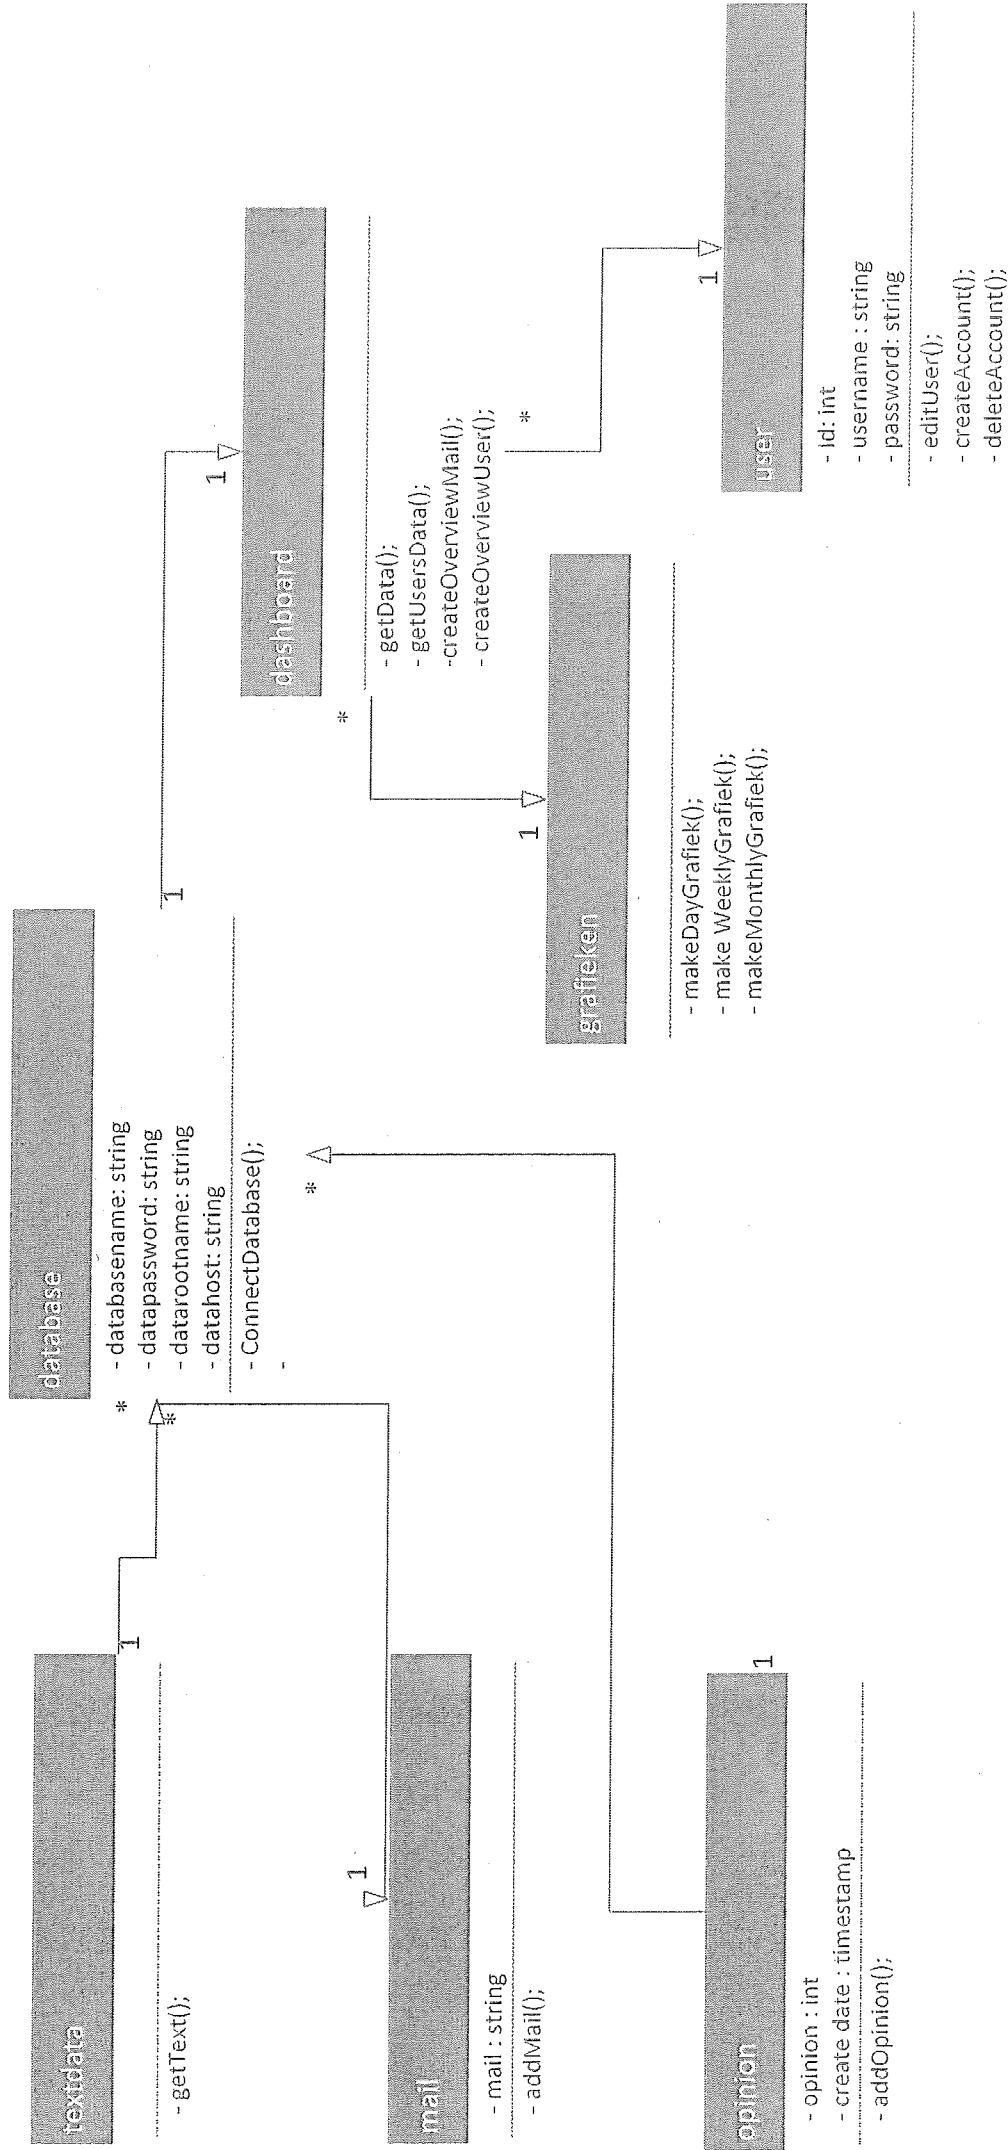 textdata
- getText();
1
*
*
mail
- mail : string
- addMail();
1
opinion
- opinion : int
- create date : timestamp
- addOpinion();
1
*
database
- databasename: string
- datapassword: string
- datarootname: string
- datahost: string
- ConnectDatabase();
-
1
1
dashboard
- getData();
- getUsersData();
-createOverviewMail();
- createOverviewUser();
*
*
1
grafieken
- makeDayGrafiek();
- make WeeklyGrafiek();
- makeMonthlyGrafiek();
1
user
- Id: int
- username : string
- password: string
- editUser();
- createAccount();
- deleteAccount();